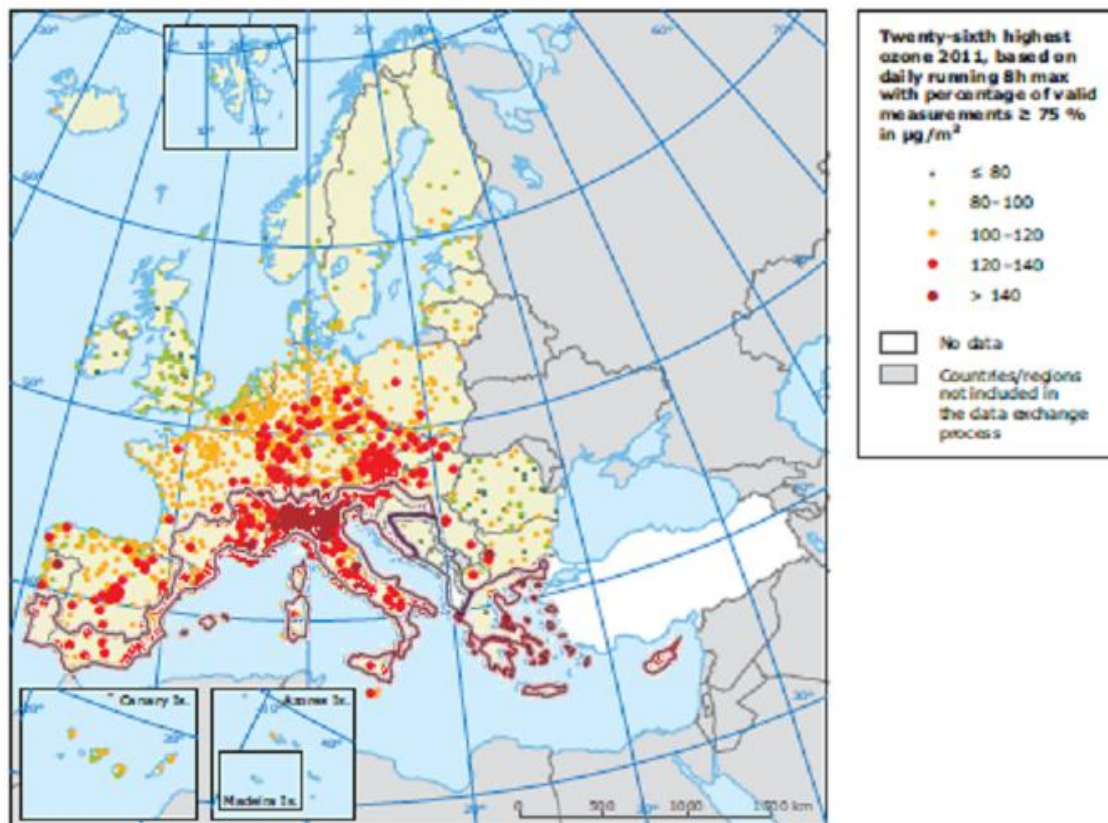 Canary Is.
Azores Is.
Madeira Is.
0 500 1000 1500 km
Twenty-sixth highest
ozone 2011, based on
daily running 8h max
with percentage of valid
measurements ≥ 75 %
in µg/m³
≤ 80
80–100
100–120
120–140
> 140
No data
Countries/regions
not included in
the data exchange
process